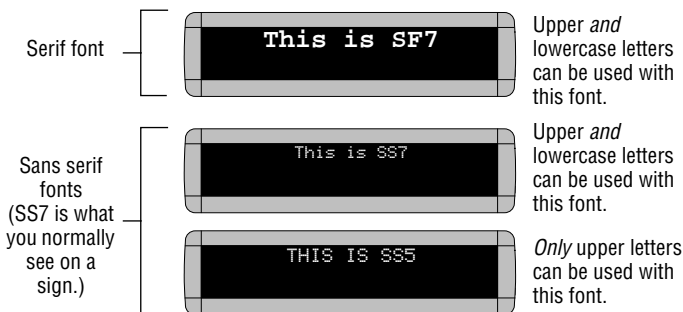 Serif font
This is SF7
Upper and
lowercase letters
can be used with
this font.
Sans serif
fonts
(SS7 is what
you normally
see on a
sign.)
This is SS7
Upper and
lowercase letters
can be used with
this font.
THIS IS SS5
Only upper letters
can be used with
this font.